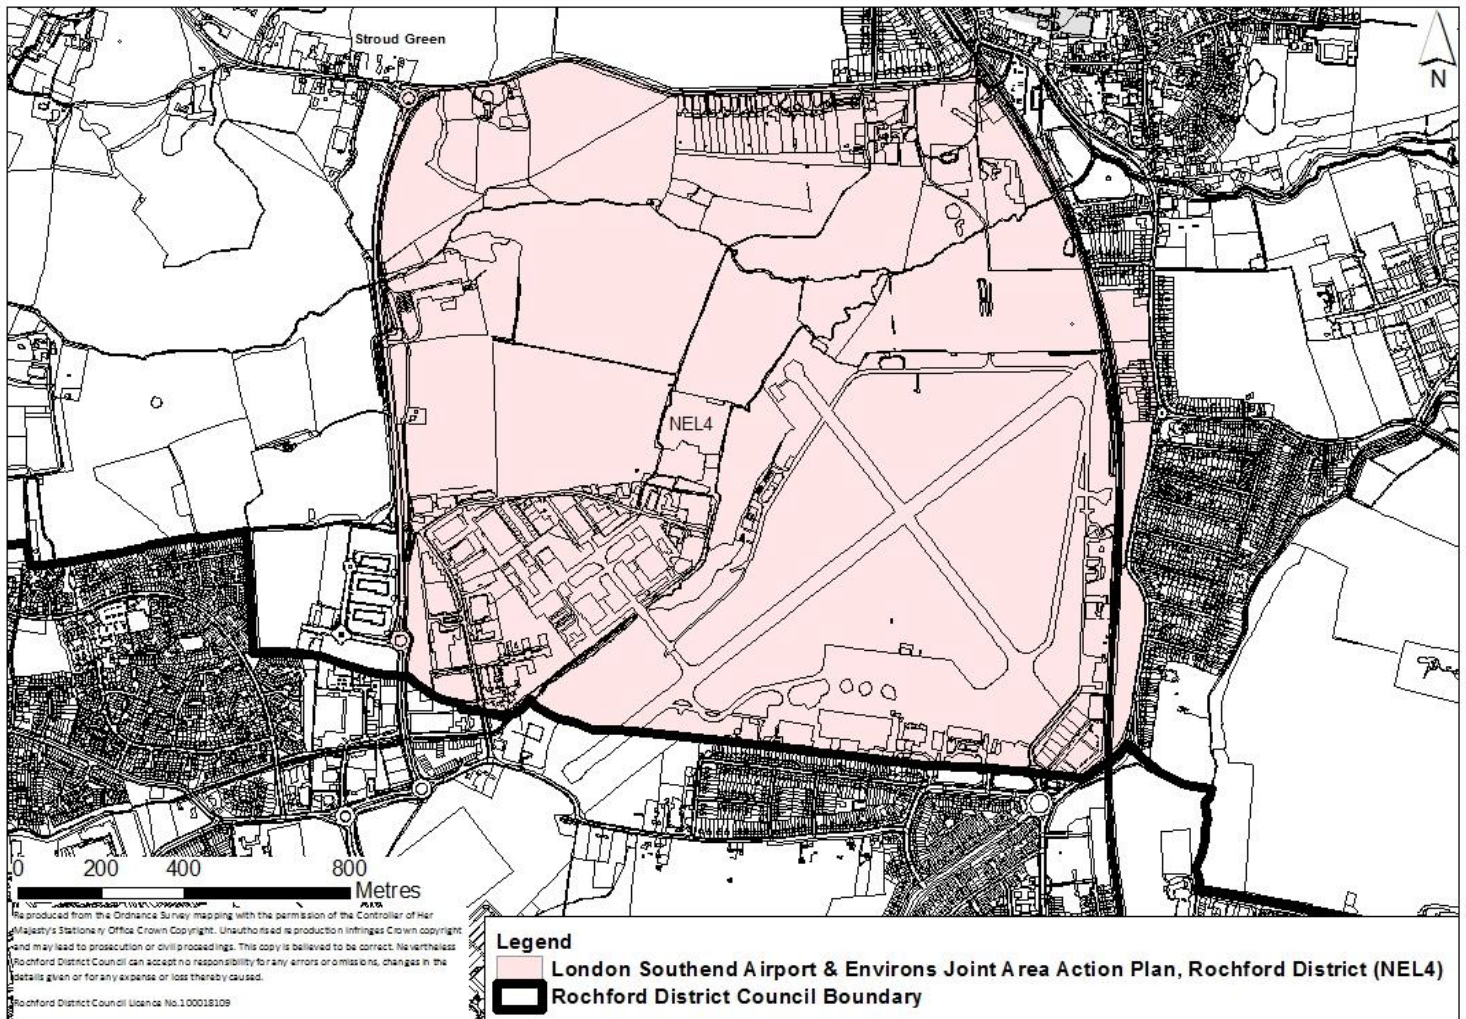 Stroud Green
N
NEL4
0 200 400 800
Metres
Reproduced from the Ordnance Survey mapping with the permission of the Controller of Her
Majesty's Stationery Office Crown Copyright. Unauthorised reproduction infringes Crown copyright
and may lead to prosecution or civil proceedings. This copy is believed to be correct. Nevertheless
Rochford District Council can accept no responsibility for any errors or omissions, changes in the
details given or for any expense or loss thereby caused.
Rochford District Council Licence No.100018109
Legend
London Southend Airport & Environs Joint Area Action Plan, Rochford District (NEL4)
Rochford District Council Boundary